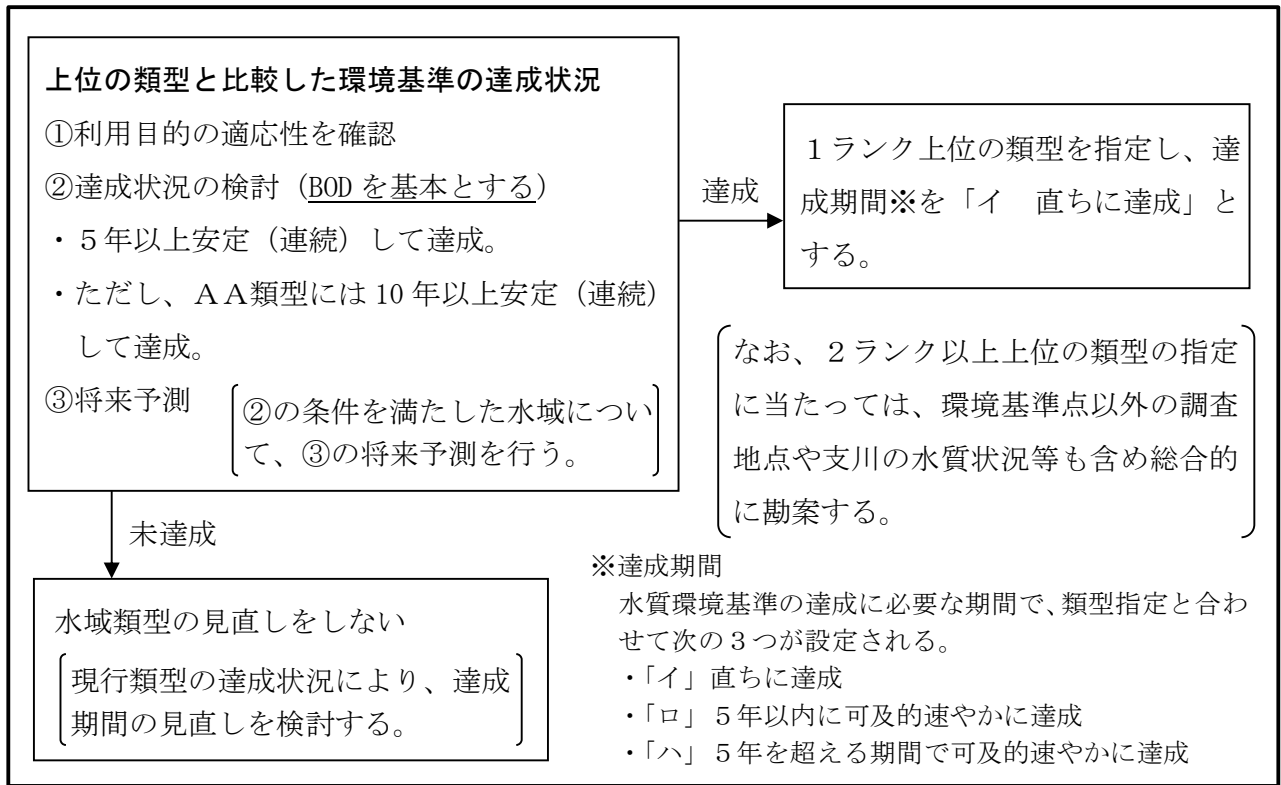 上位の類型と比較した環境基準の達成状況
①利用目的の適応性を確認
②達成状況の検討（BODを基本とする）
・５年以上安定（連続）して達成。
・ただし、ＡＡ類型には10年以上安定（連続）
して達成。
③将来予測
②の条件を満たした水域につい
て、③の将来予測を行う。
達成
１ランク上位の類型を指定し、達
成期間※を「イ　直ちに達成」と
する。
なお、２ランク以上上位の類型の指定
に当たっては、環境基準点以外の調査
地点や支川の水質状況等も含め総合的
に勘案する。
未達成
水域類型の見直しをしない
現行類型の達成状況により、達成
期間の見直しを検討する。
※達成期間
水質環境基準の達成に必要な期間で、類型指定と合わ
せて次の３つが設定される。
・「イ」直ちに達成
・「ロ」５年以内に可及的速やかに達成
・「ハ」５年を超える期間で可及的速やかに達成